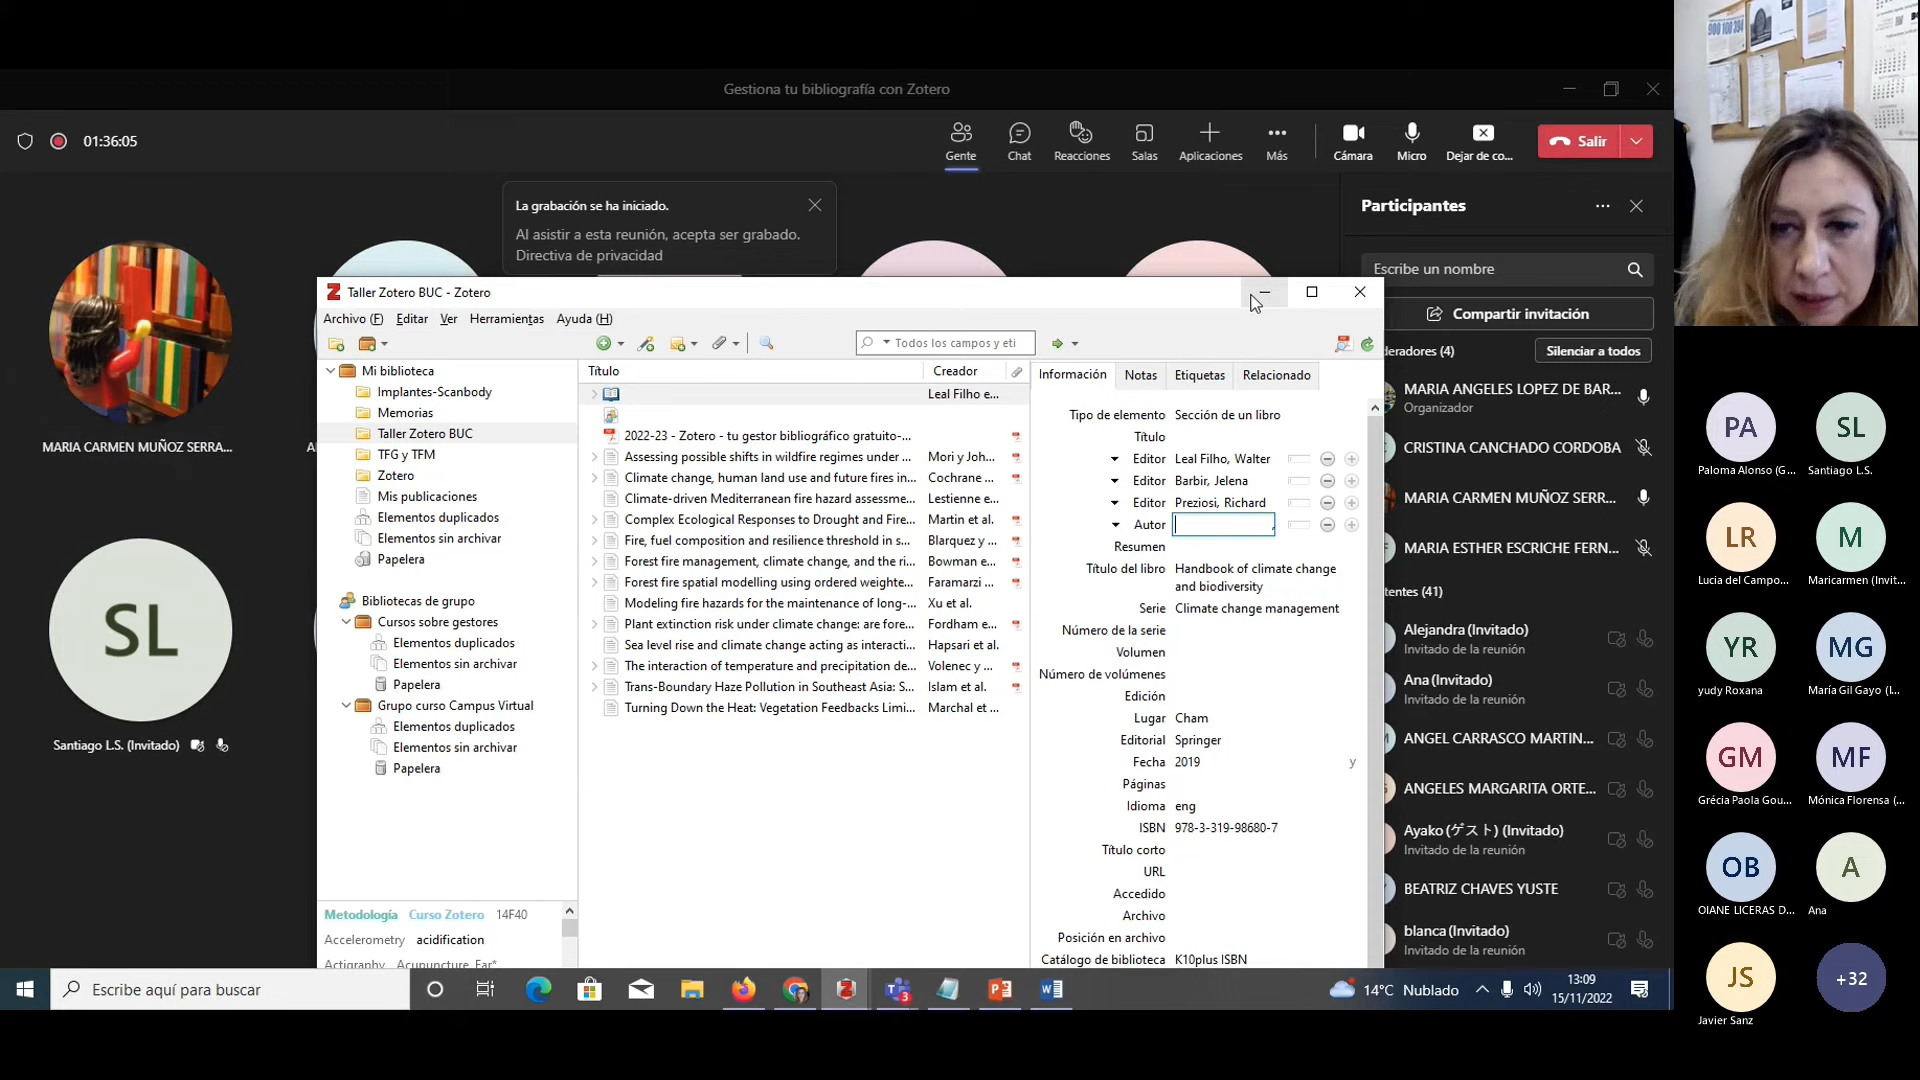 Gestiona tu bibliografía con Zotero
01:36:05
Gente
Chat
Reacciones
Salas
Aplicaciones
Más
Cámara
Micro
Dejar de co...
Salir
La grabación se ha iniciado.
Al asistir a esta reunión, acepta ser grabado.
Directiva de privacidad
MARIA CARMEN MUÑOZ SERRA...
SL
Santiago L.S. (Invitado)
Taller Zotero BUC - Zotero
Archivo (F) Editar Ver Herramientas Ayuda (H)
Todos los campos y eti
Mi biblioteca
Implantes-Scanbody
Memorias
Taller Zotero BUC
TFG y TFM
Zotero
Mis publicaciones
Elementos duplicados
Elementos sin archivar
Papelera
Bibliotecas de grupo
Cursos sobre gestores
Elementos duplicados
Elementos sin archivar
Papelera
Grupo curso Campus Virtual
Elementos duplicados
Elementos sin archivar
Papelera
Metodología Curso Zotero 14F40
Accelerometry acidification
Actigraphy Acupuncture, Ear*
Título Creador
Leal Filho e...
2022-23 - Zotero - tu gestor bibliográfico gratuito-...
Assessing possible shifts in wildfire regimes under ... Mori y Joh...
Climate change, human land use and future fires in... Cochrane ...
Climate-driven Mediterranean fire hazard assessme... Lestienne e...
Complex Ecological Responses to Drought and Fire... Martin et al.
Fire, fuel composition and resilience threshold in s... Blarquez y ...
Forest fire management, climate change, and the ri... Bowman e...
Forest fire spatial modelling using ordered weighte... Faramarzi ...
Modeling fire hazards for the maintenance of long-... Xu et al.
Plant extinction risk under climate change: are fore... Fordham e...
Sea level rise and climate change acting as interacti... Hapsari et al.
The interaction of temperature and precipitation de... Volenec y ...
Trans-Boundary Haze Pollution in Southeast Asia: S... Islam et al.
Turning Down the Heat: Vegetation Feedbacks Limi... Marchal et ...
Información Notas Etiquetas Relacionado
Tipo de elemento Sección de un libro
Título
Editor Leal Filho, Walter
Editor Barbir, Jelena
Editor Preziosi, Richard
Autor
Resumen
Título del libro Handbook of climate change
and biodiversity
Serie Climate change management
Número de la serie
Volumen
Número de volúmenes
Edición
Lugar Cham
Editorial Springer
Fecha 2019 y
Páginas
Idioma eng
ISBN 978-3-319-98680-7
Título corto
URL
Accedido
Archivo
Posición en archivo
Catálogo de biblioteca K10plus ISBN
Participantes
Escribe un nombre
Compartir invitación
deradores (4) Silenciar a todos
MARIA ANGELES LOPEZ DE BAR...
Organizador
CRISTINA CANCHADO CORDOBA
MARIA CARMEN MUÑOZ SERR...
MARIA ESTHER ESCRICHE FERN...
tentes (41)
Alejandra (Invitado)
Invitado de la reunión
Ana (Invitado)
Invitado de la reunión
ANGEL CARRASCO MARTIN...
ANGELES MARGARITA ORTE...
Ayako (ゲスト) (Invitado)
Invitado de la reunión
BEATRIZ CHAVES YUSTE
blanca (Invitado)
Invitado de la reunión
Escribe aquí para buscar
3
14°C Nublado
13:09
15/11/2022
900 100 394
PA
Paloma Alonso (G...
SL
Santiago L.S.
LR
Lucia del Campo...
M
Maricarmen (Invit...
YR
yudy Roxana
MG
María Gil Gayo (I...
GM
Grécia Paola Gou...
MF
Mónica Florensa (...
OB
OIANE LICERAS D...
A
Ana
JS
Javier Sanz
+32